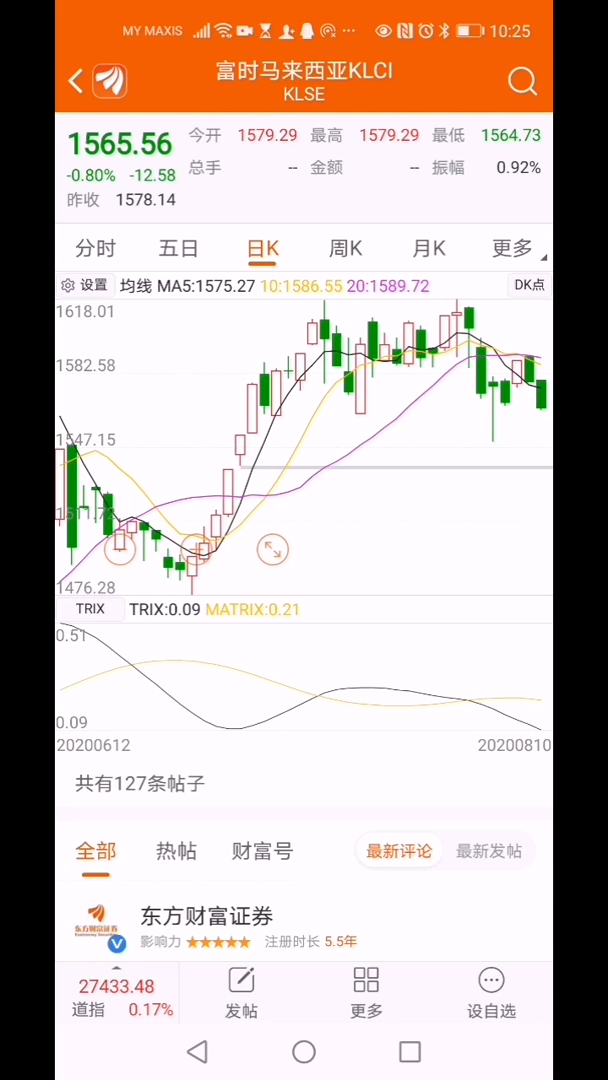 MY MAXIS 10:25
富时马来西亚KLCI
KLSE
1565.56 今开 1579.29 最高 1579.29 最低 1564.73
-0.80% -12.58 总手 -- 金额 -- 振幅 0.92%
昨收 1578.14
分时 五日 日K 周K 月K 更多
设置 均线 MA5:1575.27 10:1586.55 20:1589.72 DK点
1618.01
1582.58
1547.15
1511.72
1476.28
TRIX TRIX:0.09 MATRIX:0.21
0.51
0.09
20200612 20200810
共有127条帖子
全部 热帖 财富号 最新评论 最新发帖
东方财富证券
影响力 ★★★★★ 注册时长 5.5年
27433.48
道指 0.17% 发帖 更多 设自选